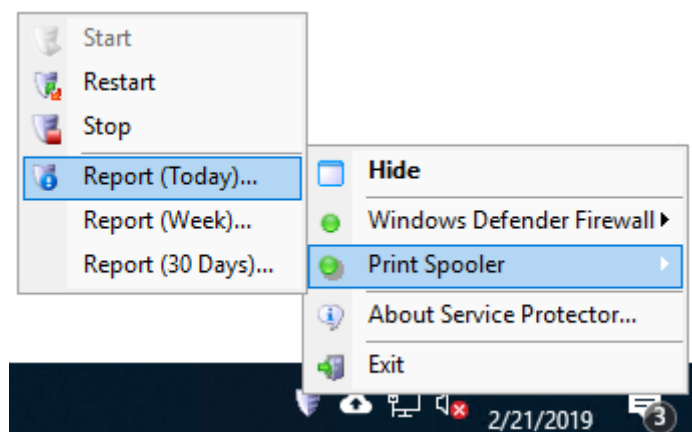 Start
Restart
Stop
Report (Today)...
Report (Week)...
Report (30 Days)...
Hide
Windows Defender Firewall
Print Spooler
About Service Protector...
Exit
2/21/2019
3